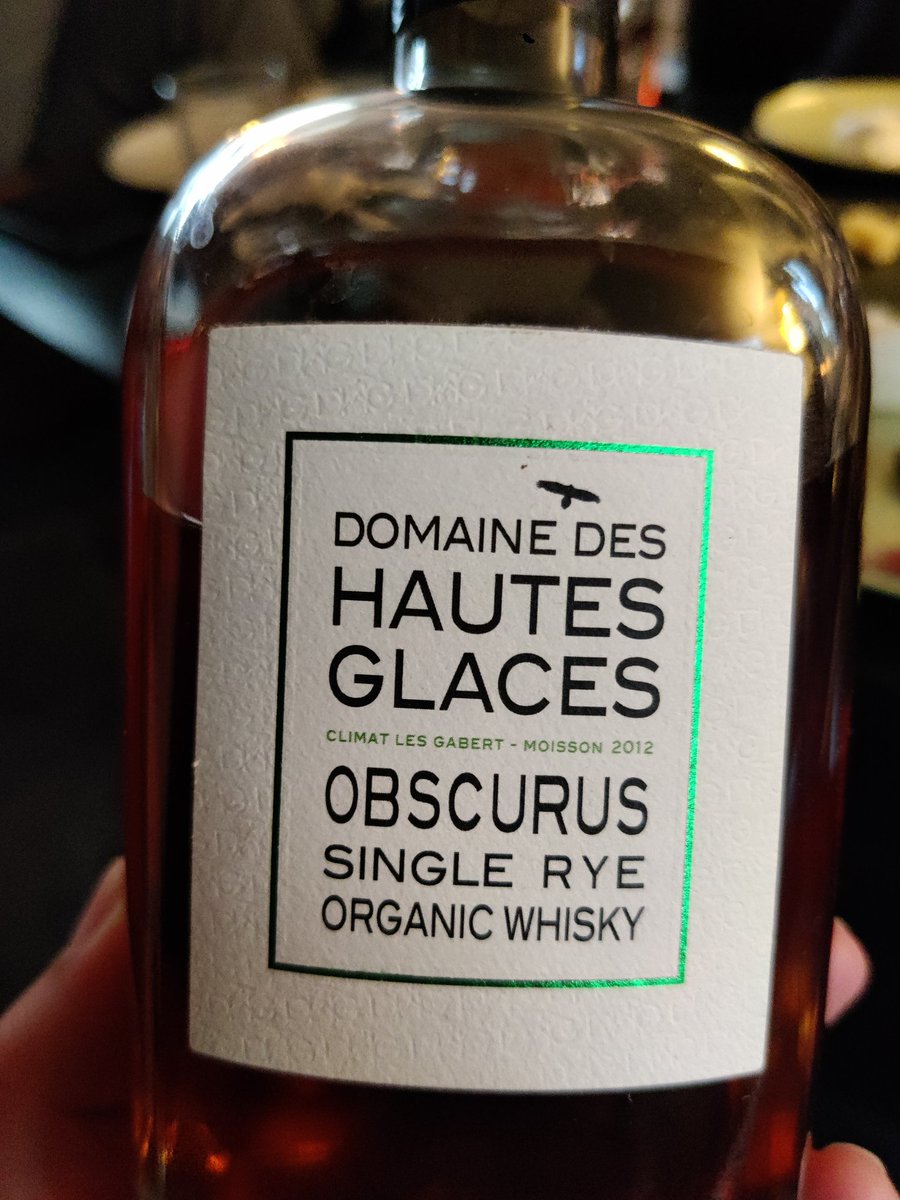 DOMAINE DES
HAUTES
GLACES
CLIMAT LES GABERT - MOISSON 2012
OBSCURUS
SINGLE RYE
ORGANIC WHISKY